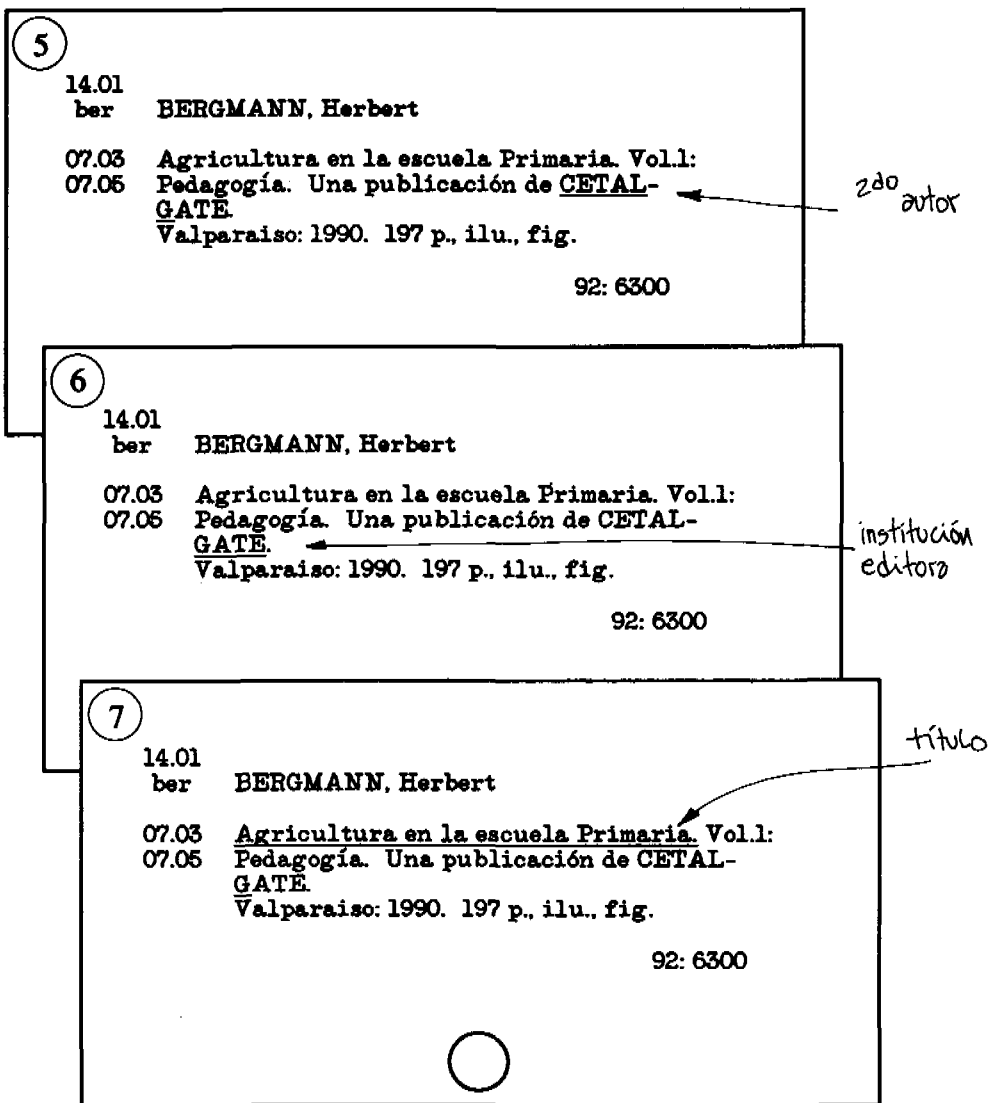 5
14.01
ber BERGMANN, Herbert
07.03 Agricultura en la escuela Primaria. Vol.1:
07.05 Pedagogía. Una publicación de CETAL-
GATE.
Valparaiso: 1990. 197 p., ilu., fig.
92: 6300
2do autor
6
14.01
ber BERGMANN, Herbert
07.03 Agricultura en la escuela Primaria. Vol.1:
07.05 Pedagogía. Una publicación de CETAL-
GATE.
Valparaiso: 1990. 197 p., ilu., fig.
92: 6300
institución
editora
7
14.01
ber BERGMANN, Herbert
07.03 Agricultura en la escuela Primaria. Vol.1:
07.05 Pedagogía. Una publicación de CETAL-
GATE.
Valparaiso: 1990. 197 p., ilu., fig.
92: 6300
título